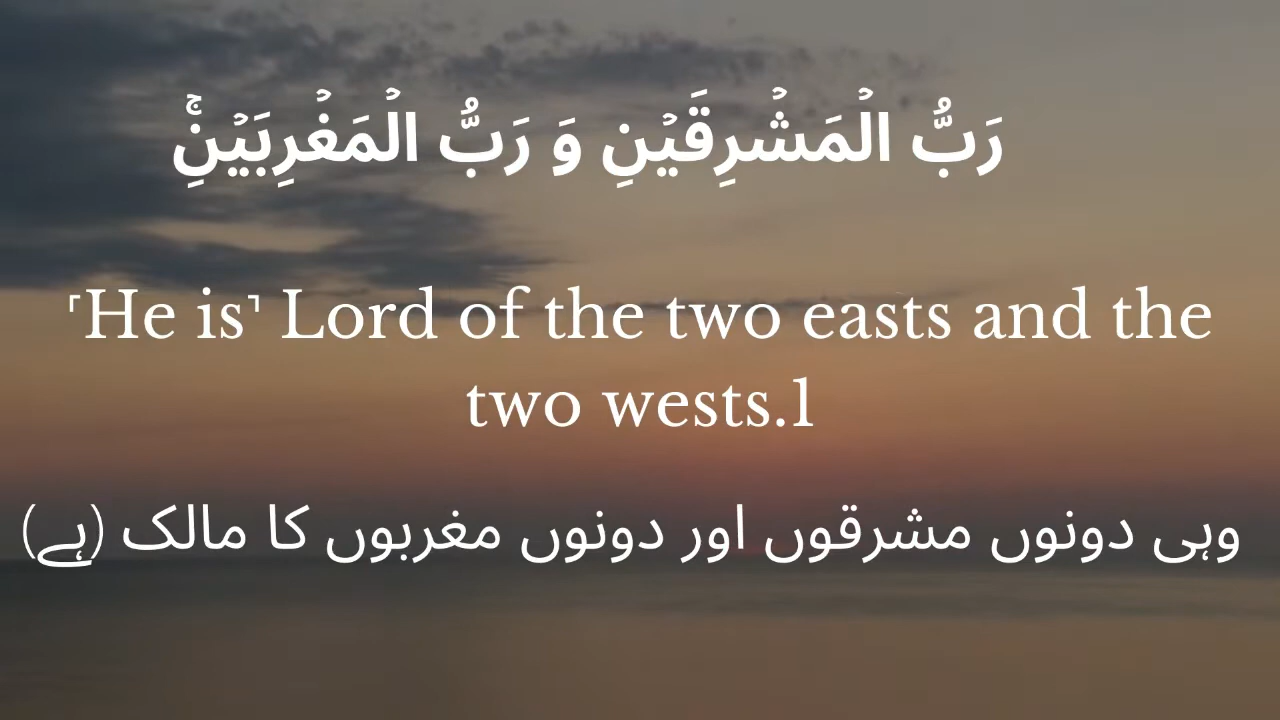 رَبُّ الۡمَشۡرِقَيۡنِ وَ رَبُّ الۡمَغۡرِبَيۡنِۚ
⸢He is⸣ Lord of the two easts and the
two wests.1
وہی دونوں مشرقوں اور دونوں مغربوں کا مالک (ہے)